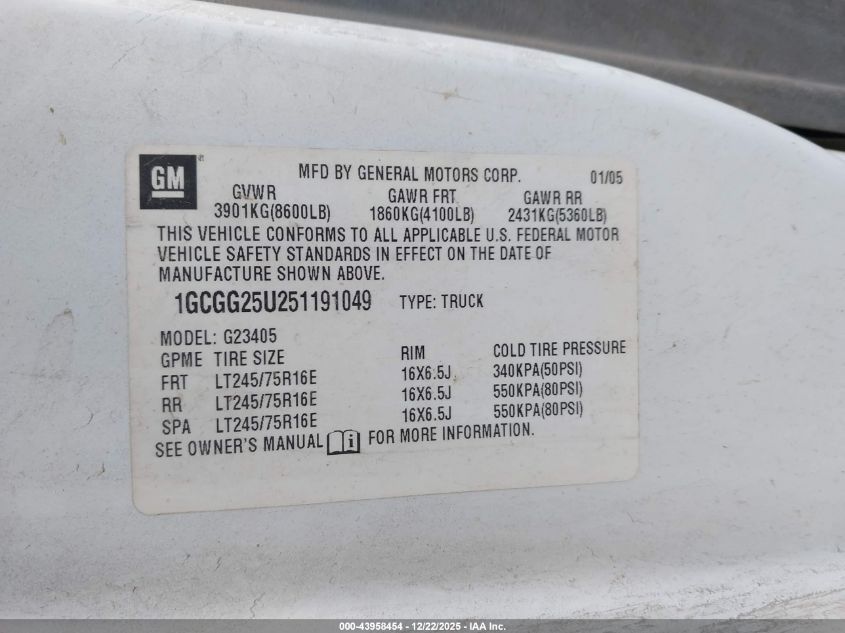 GM
MFD BY GENERAL MOTORS CORP. 01/05
GVWR GAWR FRT GAWR RR
3901KG(8600LB) 1860KG(4100LB) 2431KG(5360LB)
THIS VEHICLE CONFORMS TO ALL APPLICABLE U.S. FEDERAL MOTOR
VEHICLE SAFETY STANDARDS IN EFFECT ON THE DATE OF
MANUFACTURE SHOWN ABOVE.
1GCGG25U251191049 TYPE: TRUCK
MODEL: G23405
GPME TIRE SIZE RIM COLD TIRE PRESSURE
FRT LT245/75R16E 16X6.5J 340KPA(50PSI)
RR LT245/75R16E 16X6.5J 550KPA(80PSI)
SPA LT245/75R16E 16X6.5J 550KPA(80PSI)
SEE OWNER'S MANUAL i FOR MORE INFORMATION.
000-43958454 - 12/22/2025 - IAA Inc.